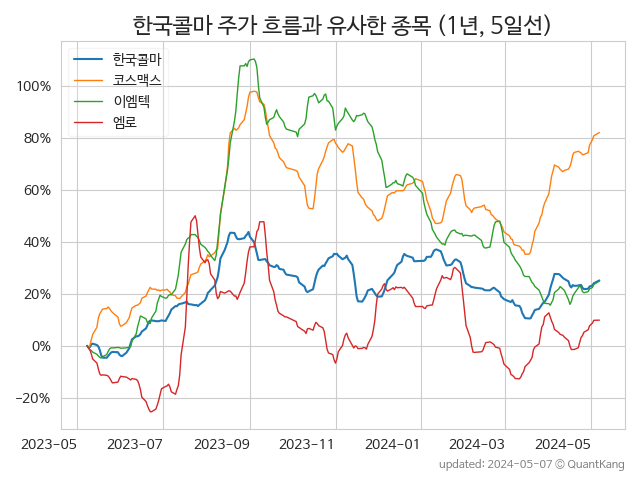 한국콜마 주가 흐름과 유사한 종목 (1년, 5일선)
한국콜마
코스맥스
이엠텍
엠로
100%
80%
60%
40%
20%
0%
−20%
2023-05 2023-07 2023-09 2023-11 2024-01 2024-03 2024-05
updated: 2024-05-07 © QuantKang